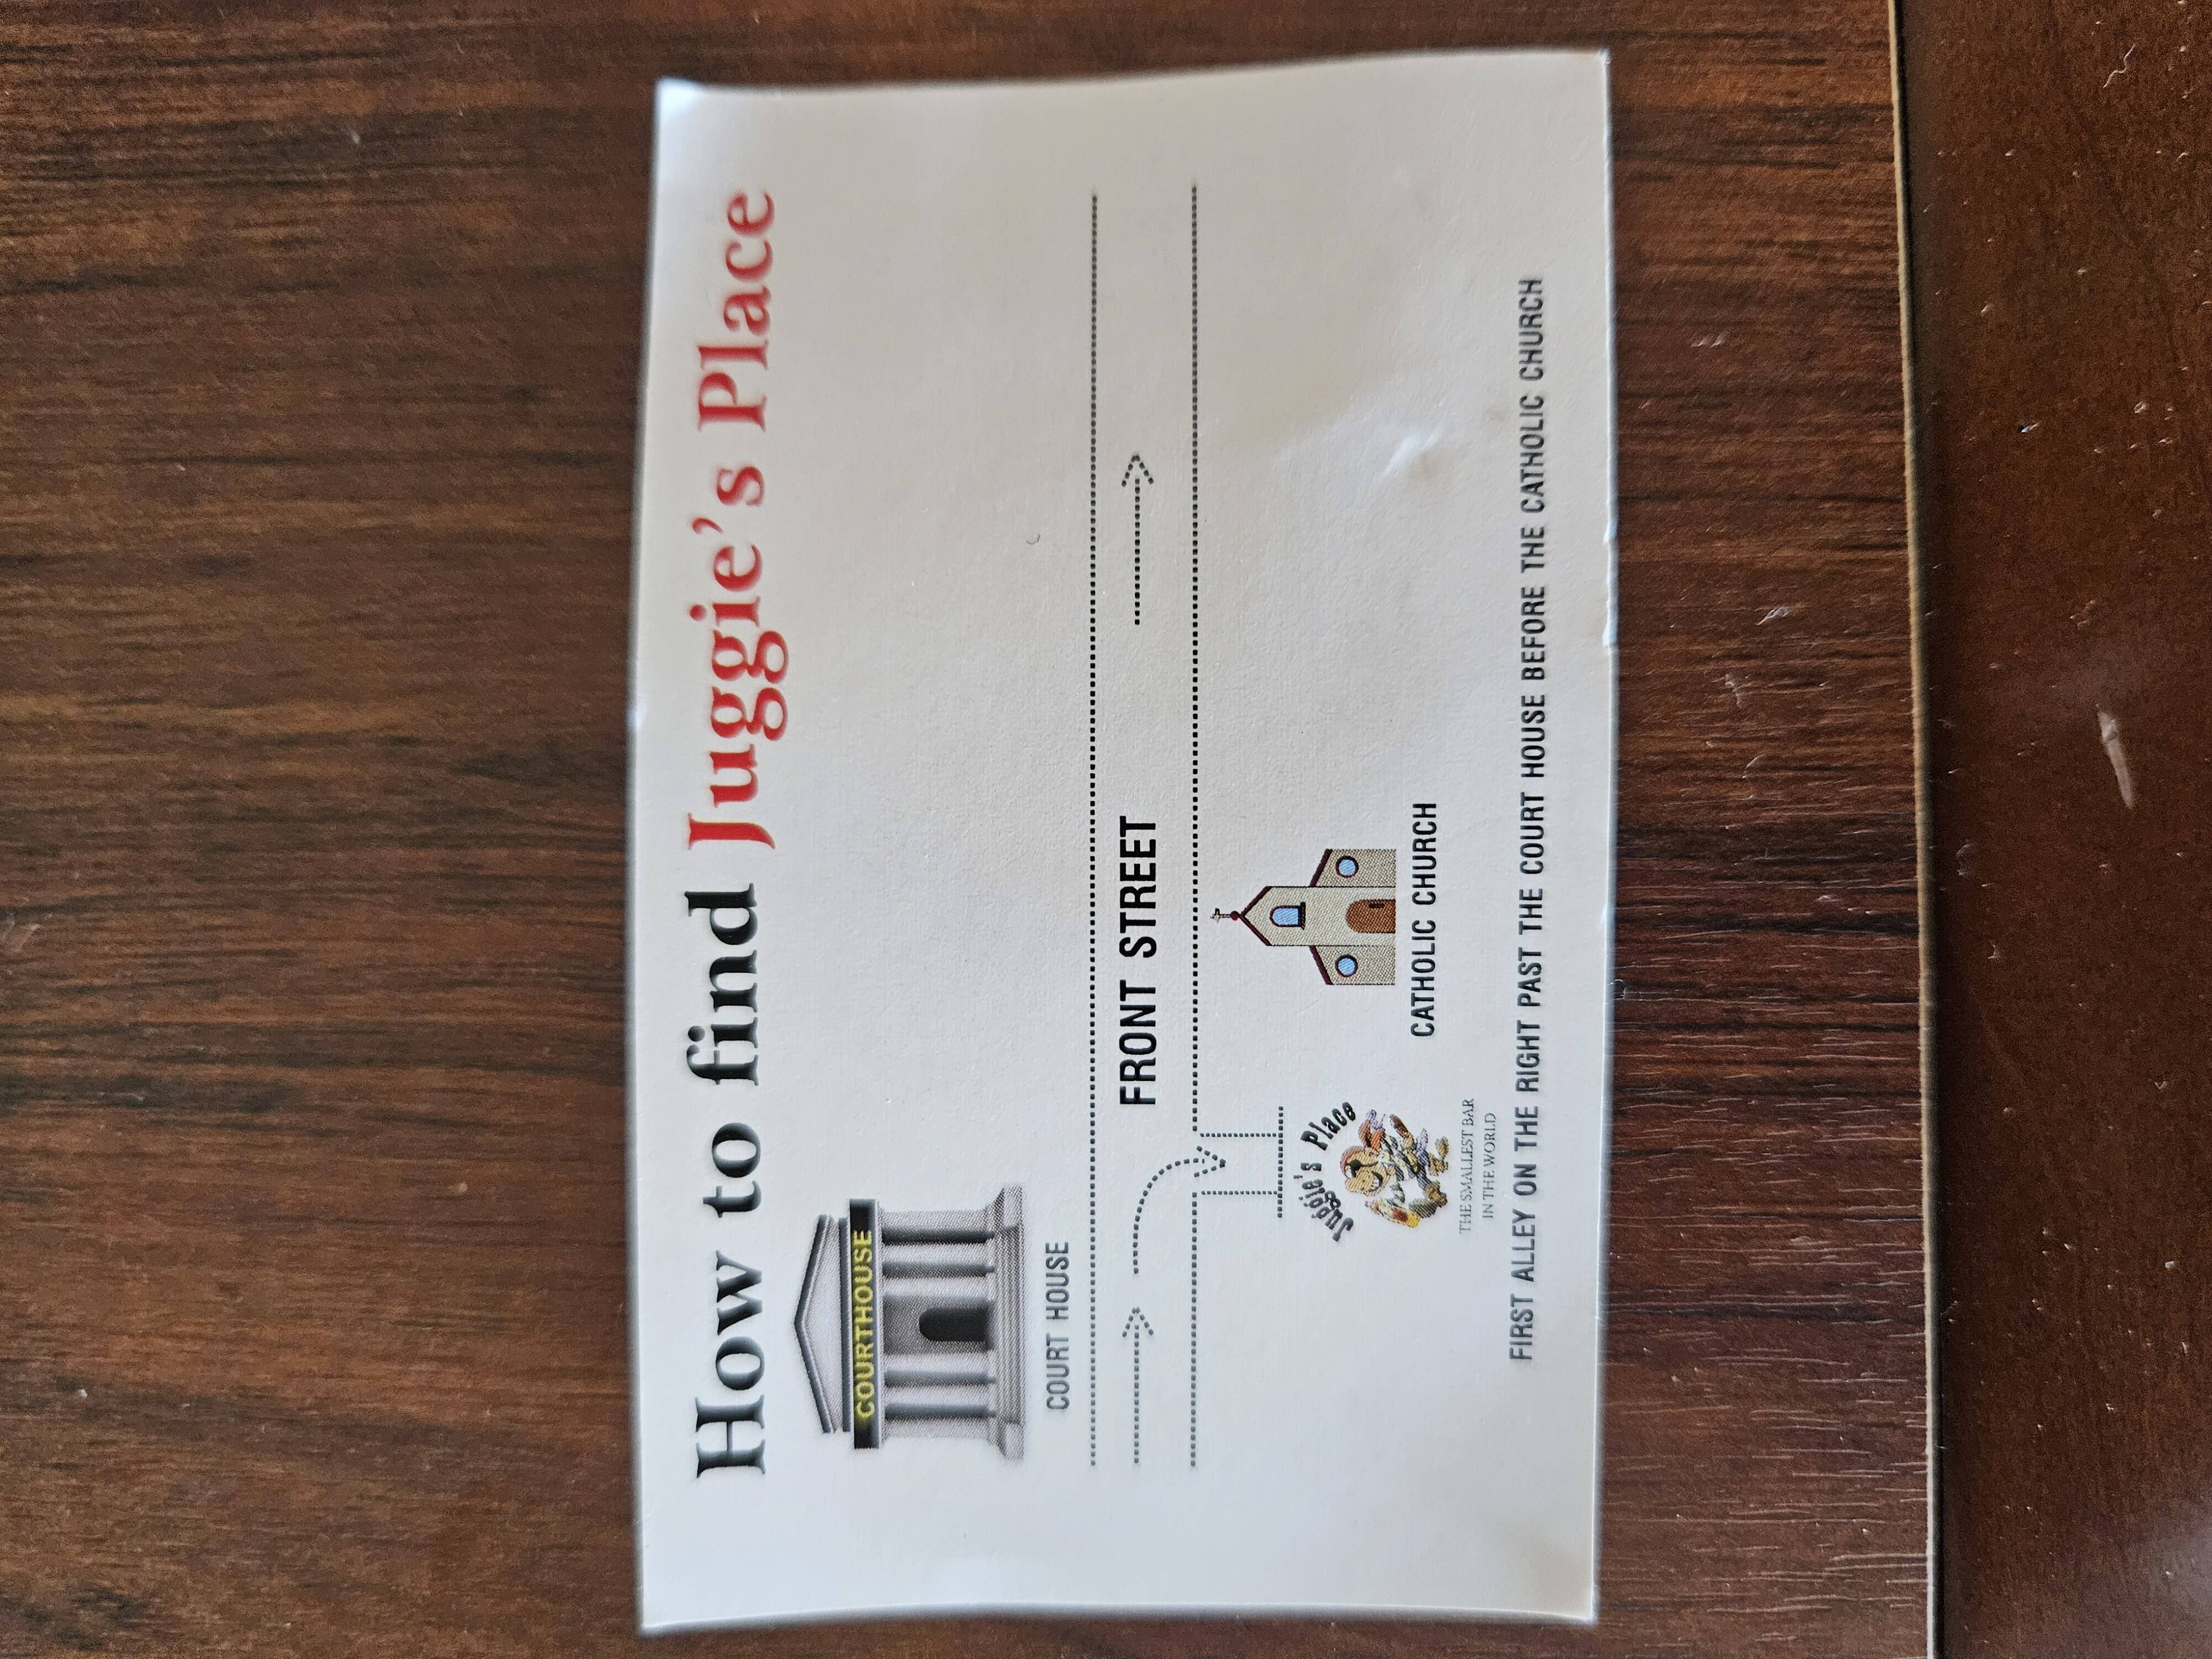 How to find Juggie's Place
COURTHOUSE
COURT HOUSE
FRONT STREET
Juggie's Place
THE SMALLEST BAR
IN THE WORLD
CATHOLIC CHURCH
FIRST ALLEY ON THE RIGHT PAST THE COURT HOUSE BEFORE THE CATHOLIC CHURCH